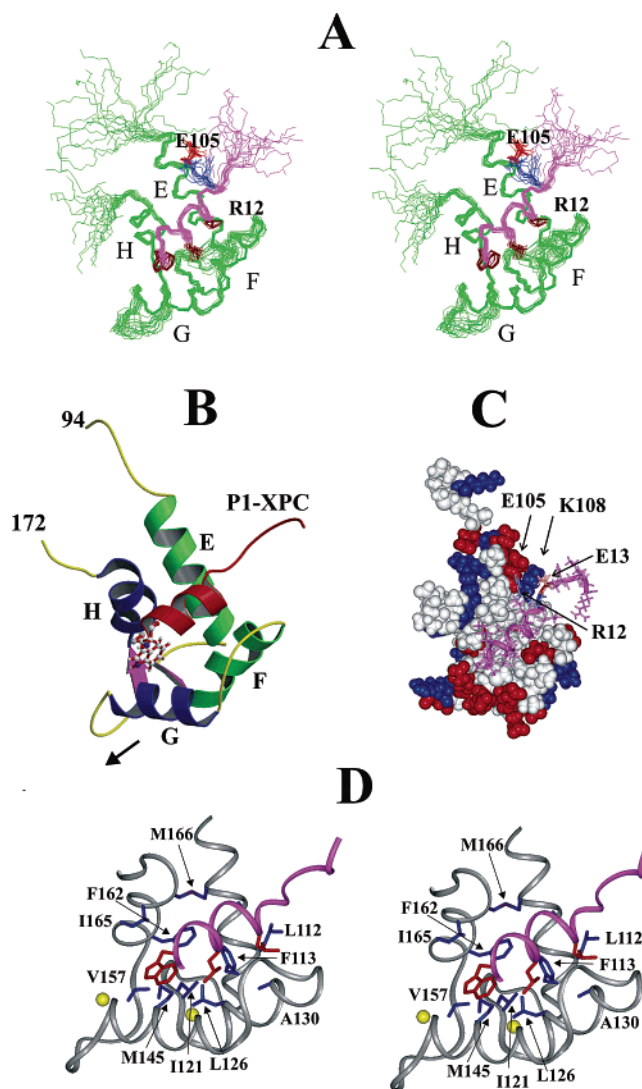 A
E105 E105
E E
R12 R12
H H
F F
G G
B C
94
172
P1-XPC
E
H
F
G
E105 K108
E13
R12
D
M166 M166
F162 F162
I165 L112 I165 L112
F113 F113
V157 V157
A130 A130
M145 L126 M145 L126
I121 I121